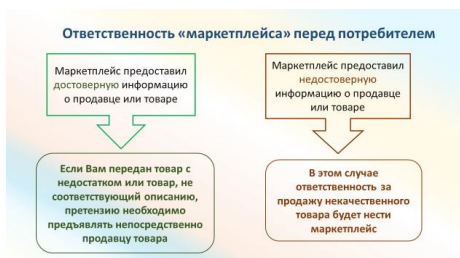 Ответственность «маркетплейса» перед потребителем
Маркетплейс предоставил
достоверную информацию
о продавце или товаре
Маркетплейс предоставил
недостоверную
информацию о продавце
или товаре
Если Вам передан товар с
недостатком или товар, не
соответствующий описанию,
претензию необходимо
предъявлять непосредственно
продавцу товара
В этом случае
ответственность за
продажу некачественного
товара будет нести
маркетплейс